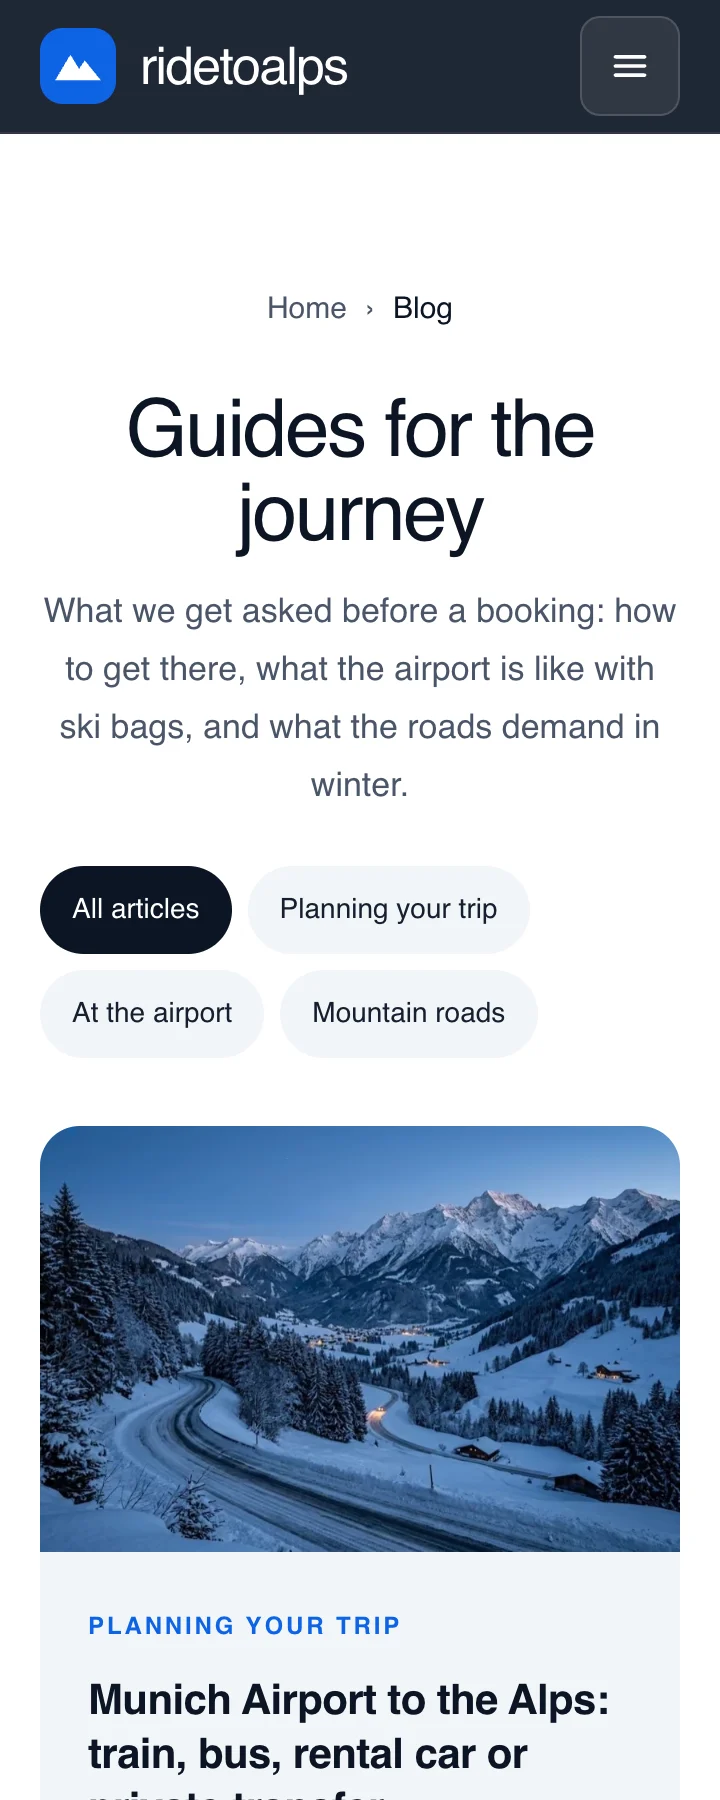 ridetoalps
Home › Blog
Guides for the
journey
What we get asked before a booking: how
to get there, what the airport is like with
ski bags, and what the roads demand in
winter.
All articles
Planning your trip
At the airport
Mountain roads
PLANNING YOUR TRIP
Munich Airport to the Alps:
train, bus, rental car or
private transfer